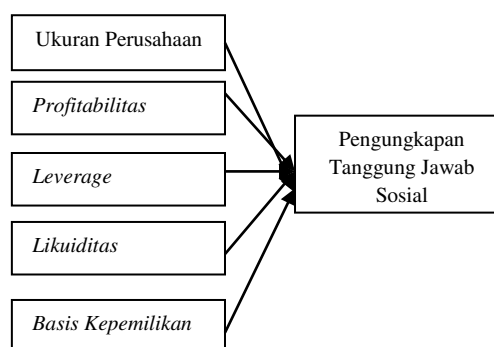 Ukuran Perusahaan
Profitabilitas
Leverage
Likuiditas
Basis Kepemilikan
Pengungkapan
Tanggung Jawab
Sosial